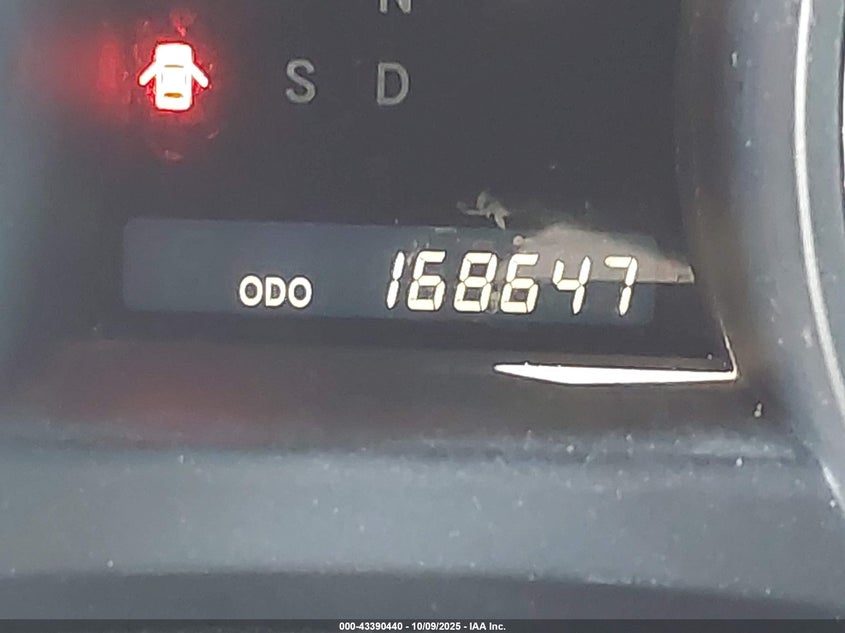 N
S D
ODO 168647
000-43390440 - 10/09/2025 - IAA Inc.